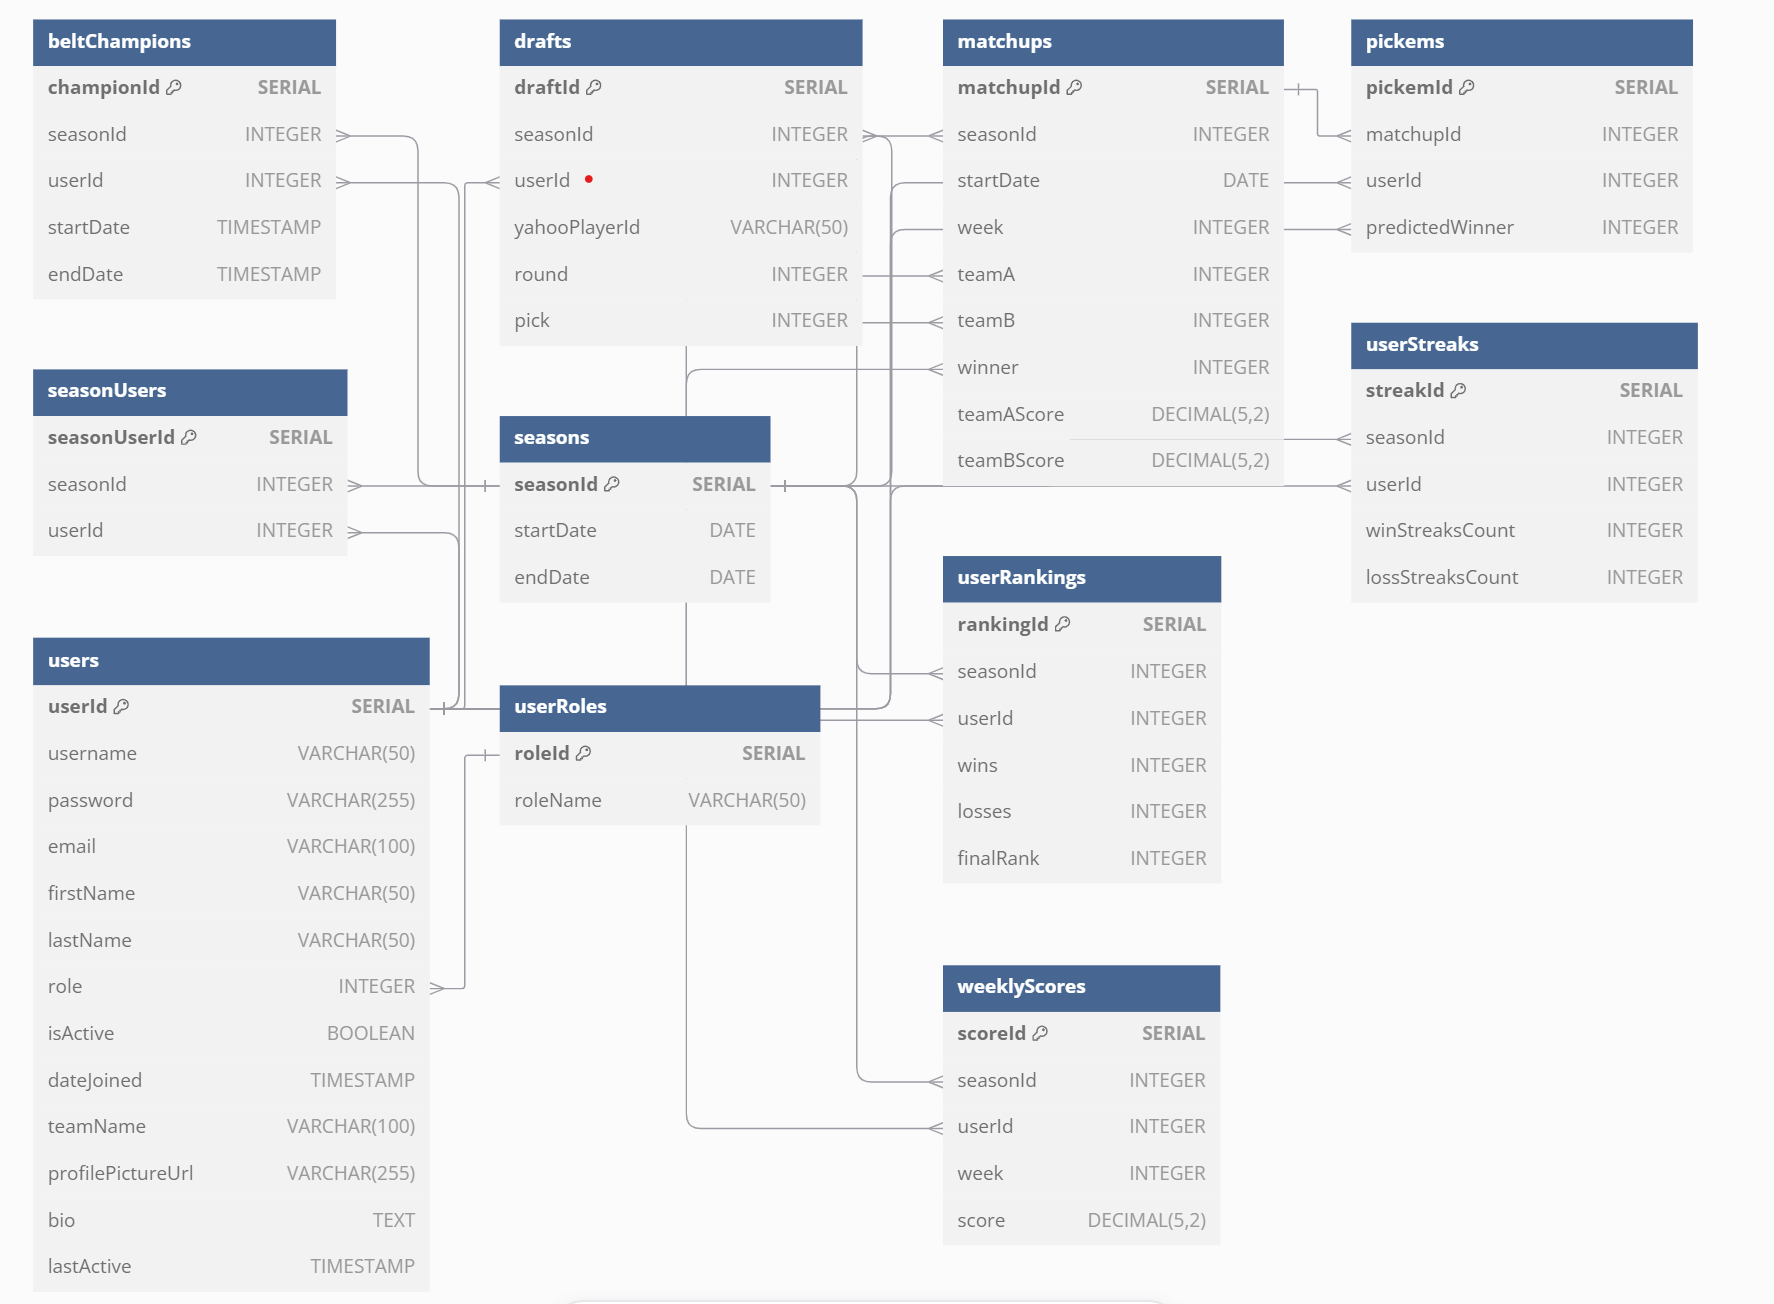 beltChampions
championId SERIAL
seasonId INTEGER
userId INTEGER
startDate TIMESTAMP
endDate TIMESTAMP
seasonUsers
seasonUserId SERIAL
seasonId INTEGER
userId INTEGER
users
userId SERIAL
username VARCHAR(50)
password VARCHAR(255)
email VARCHAR(100)
firstName VARCHAR(50)
lastName VARCHAR(50)
role INTEGER
isActive BOOLEAN
dateJoined TIMESTAMP
teamName VARCHAR(100)
profilePictureUrl VARCHAR(255)
bio TEXT
lastActive TIMESTAMP
drafts
draftId SERIAL
seasonId INTEGER
userId INTEGER
yahooPlayerId VARCHAR(50)
round INTEGER
pick INTEGER
seasons
seasonId SERIAL
startDate DATE
endDate DATE
userRoles
roleId SERIAL
roleName VARCHAR(50)
matchups
matchupId SERIAL
seasonId INTEGER
startDate DATE
week INTEGER
teamA INTEGER
teamB INTEGER
winner INTEGER
teamAScore DECIMAL(5,2)
teamBScore DECIMAL(5,2)
userRankings
rankingId SERIAL
seasonId INTEGER
userId INTEGER
wins INTEGER
losses INTEGER
finalRank INTEGER
weeklyScores
scoreId SERIAL
seasonId INTEGER
userId INTEGER
week INTEGER
score DECIMAL(5,2)
pickems
pickemId SERIAL
matchupId INTEGER
userId INTEGER
predictedWinner INTEGER
userStreaks
streakId SERIAL
seasonId INTEGER
userId INTEGER
winStreaksCount INTEGER
lossStreaksCount INTEGER